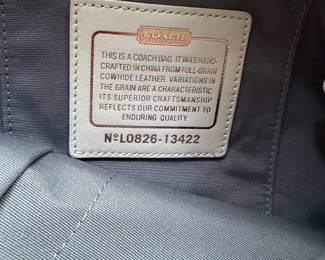 COACH
THIS IS A COACH BAG. IT WAS HAND-
CRAFTED IN CHINA FROM FULL-GRAIN
COWHIDE LEATHER. VARIATIONS IN
THE GRAIN ARE A CHARACTERISTIC.
ITS SUPERIOR CRAFTSMANSHIP
REFLECTS OUR COMMITMENT TO
ENDURING QUALITY.
NºL0826-13422